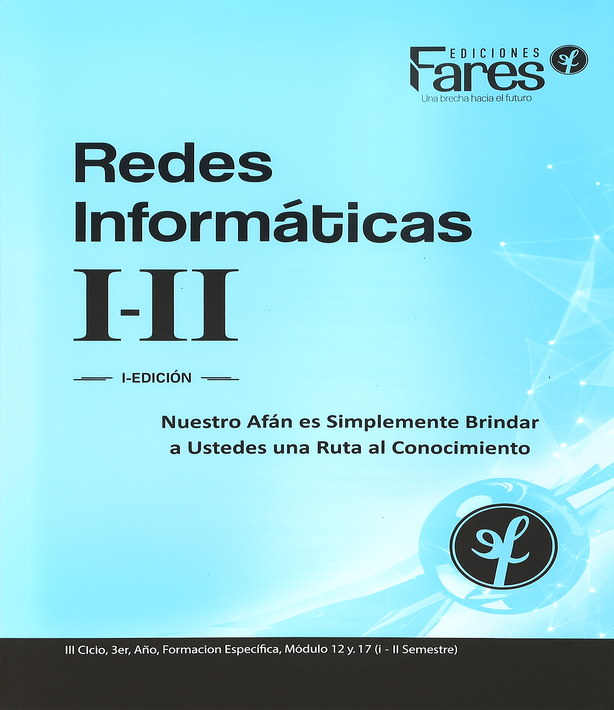 EDICIONES
Fares
Una brecha hacia el futuro
Redes
Informáticas
I-II
I-EDICIÓN
Nuestro Afán es Simplemente Brindar
a Ustedes una Ruta al Conocimiento
III CIcio, 3er, Año, Formacion Específica, Módulo 12 y. 17 (i - II Semestre)